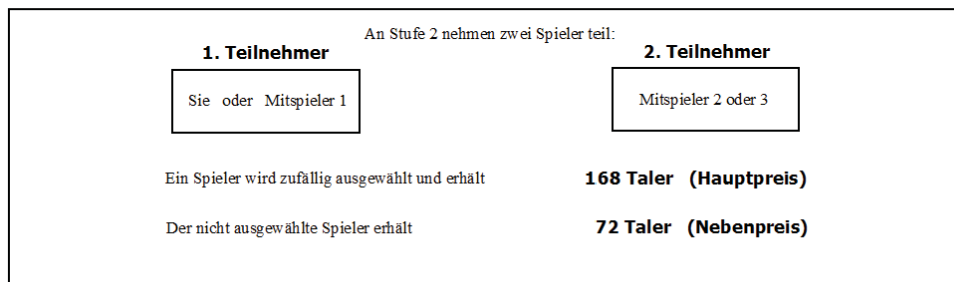 An Stufe 2 nehmen zwei Spieler teil:
1. Teilnehmer 2. Teilnehmer
Sie oder Mitspieler 1 Mitspieler 2 oder 3
Ein Spieler wird zufällig ausgewählt und erhält 168 Taler (Hauptpreis)
Der nicht ausgewählte Spieler erhält 72 Taler (Nebenpreis)